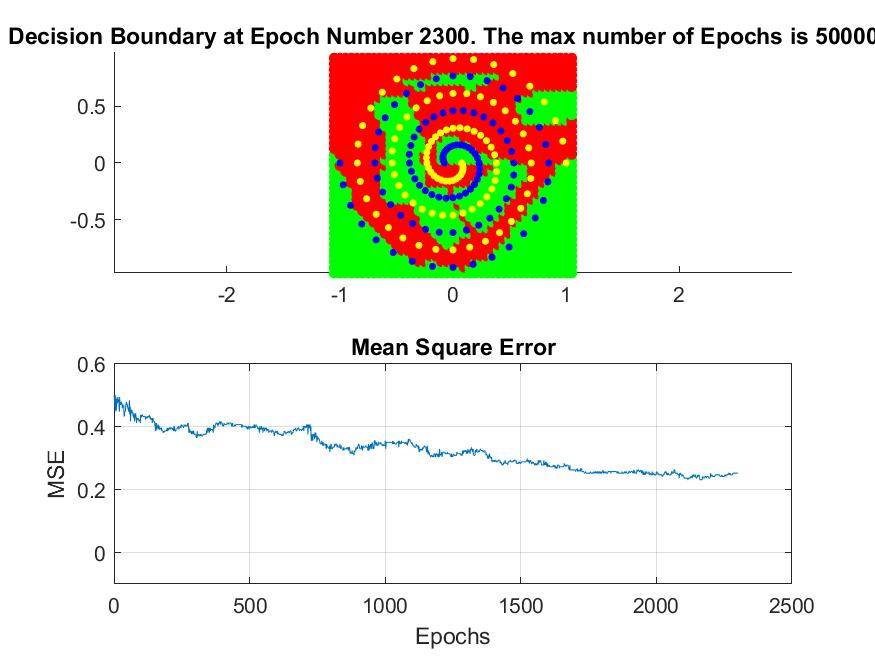 Decision Boundary at Epoch Number 2300. The max number of Epochs is 50000
0.5
0
-0.5
-2 -1 0 1 2
Mean Square Error
0.6
0.4
0.2
0
MSE
0 500 1000 1500 2000 2500
Epochs